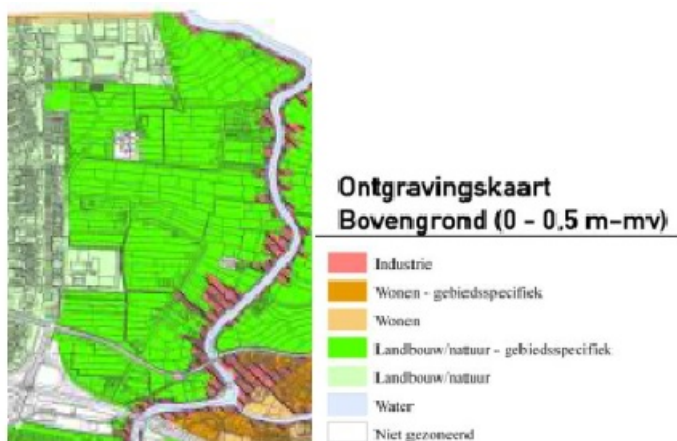 Ontgravingskaart
Bovengrond (0 - 0,5 m-mv)
Industrie
Wonen - gebiedsspecifiek
Wonen
Landbouw/natuur - gebiedsspecifiek
Landbouw/natuur
Water
Niet gezoneerd